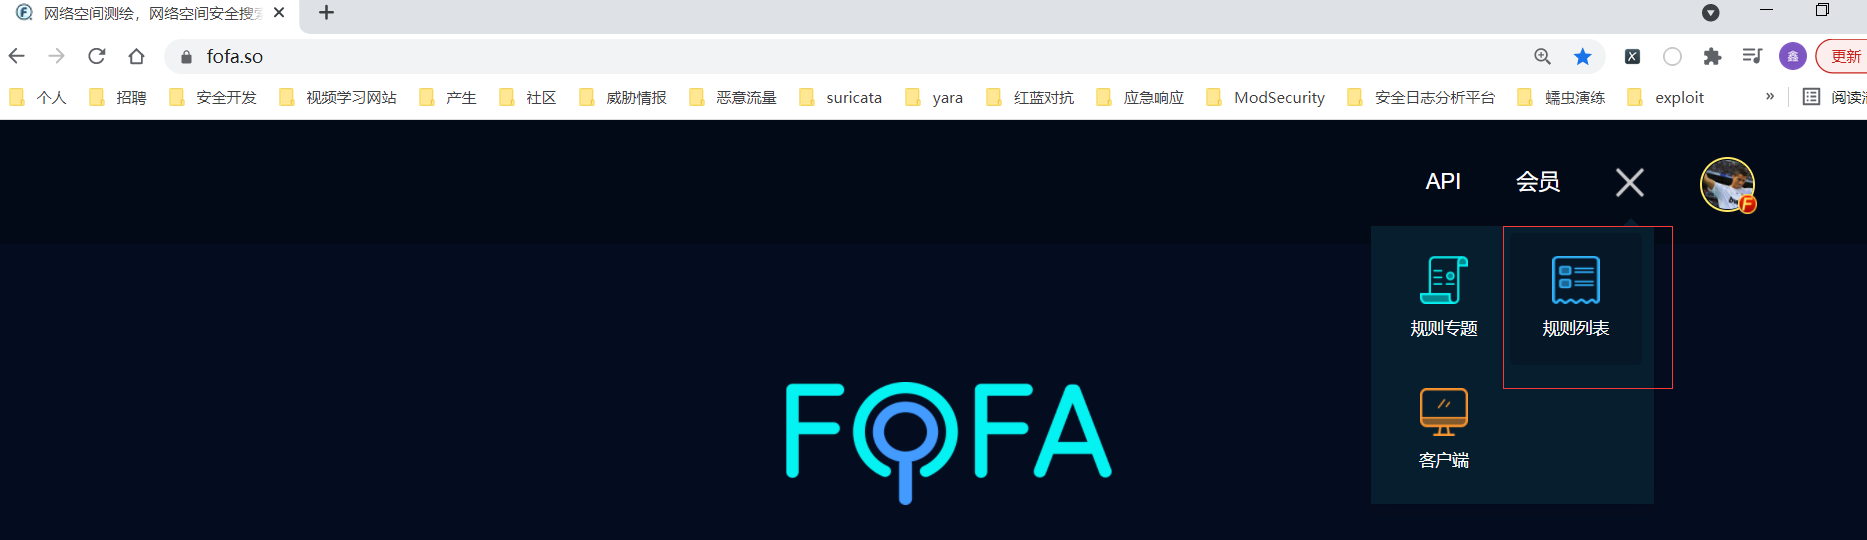 网络空间测绘，网络空间安全搜索
fofa.so
更新
个人 招聘 安全开发 视频学习网站 产生 社区 威胁情报 恶意流量 suricata yara 红蓝对抗 应急响应 ModSecurity 安全日志分析平台 蠕虫演练 exploit » 阅读
API 会员
规则专题 规则列表
FOFA
客户端